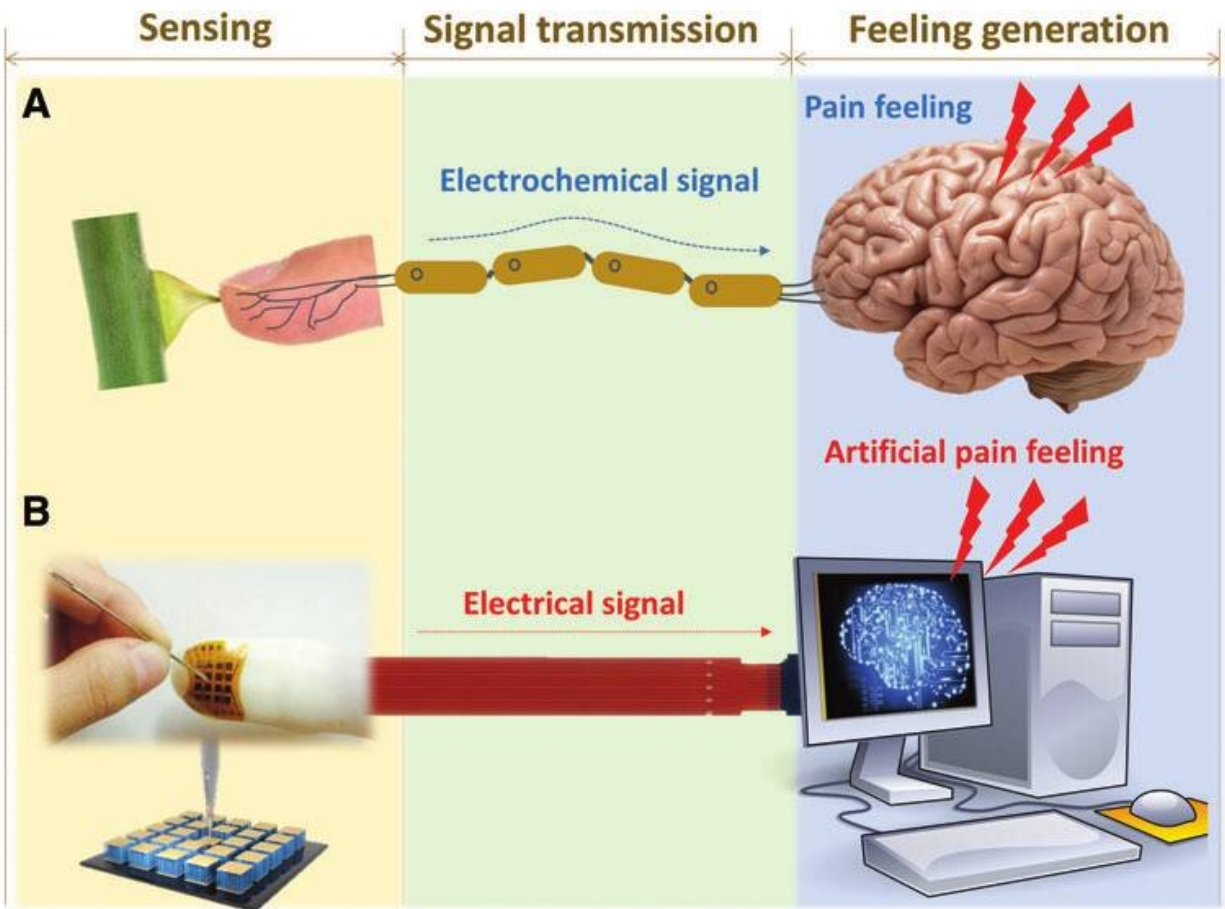 Sensing
Signal transmission
Feeling generation
A
Pain feeling
Electrochemical signal
Artificial pain feeling
B
Electrical signal